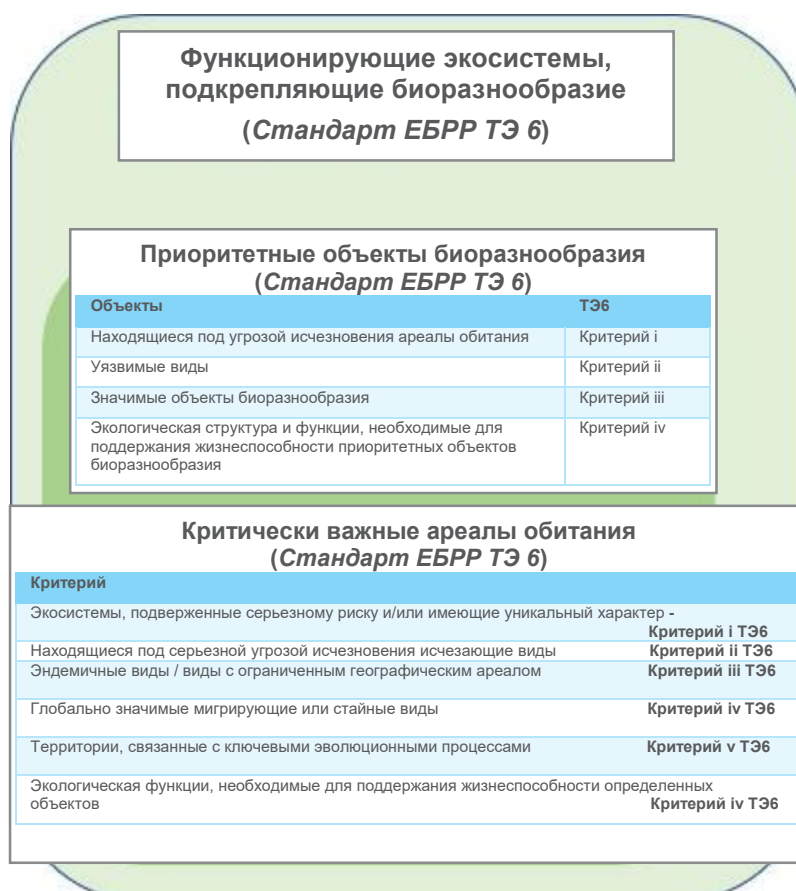 Функционирующие экосистемы,
подкрепляющие биоразнообразие
(Стандарт ЕБРР ТЭ 6)
Приоритетные объекты биоразнообразия
(Стандарт ЕБРР ТЭ 6)
Объекты ТЭ6
Находящиеся под угрозой исчезновения ареалы обитания Критерий i
Уязвимые виды Критерий ii
Значимые объекты биоразнообразия Критерий iii
Экологическая структура и функции, необходимые для Критерий iv
поддержания жизнеспособности приоритетных объектов
биоразнообразия
Критически важные ареалы обитания
(Стандарт ЕБРР ТЭ 6)
Критерий
Экосистемы, подверженные серьезному риску и/или имеющие уникальный характер -
Критерий i ТЭ6
Находящиеся под серьезной угрозой исчезновения исчезающие виды Критерий ii ТЭ6
Эндемичные виды / виды с ограниченным географическим ареалом Критерий iii ТЭ6
Глобально значимые мигрирующие или стайные виды Критерий iv ТЭ6
Территории, связанные с ключевыми эволюционными процессами Критерий v ТЭ6
Экологическая функции, необходимые для поддержания жизнеспособности определенных
объектов Критерий iv ТЭ6